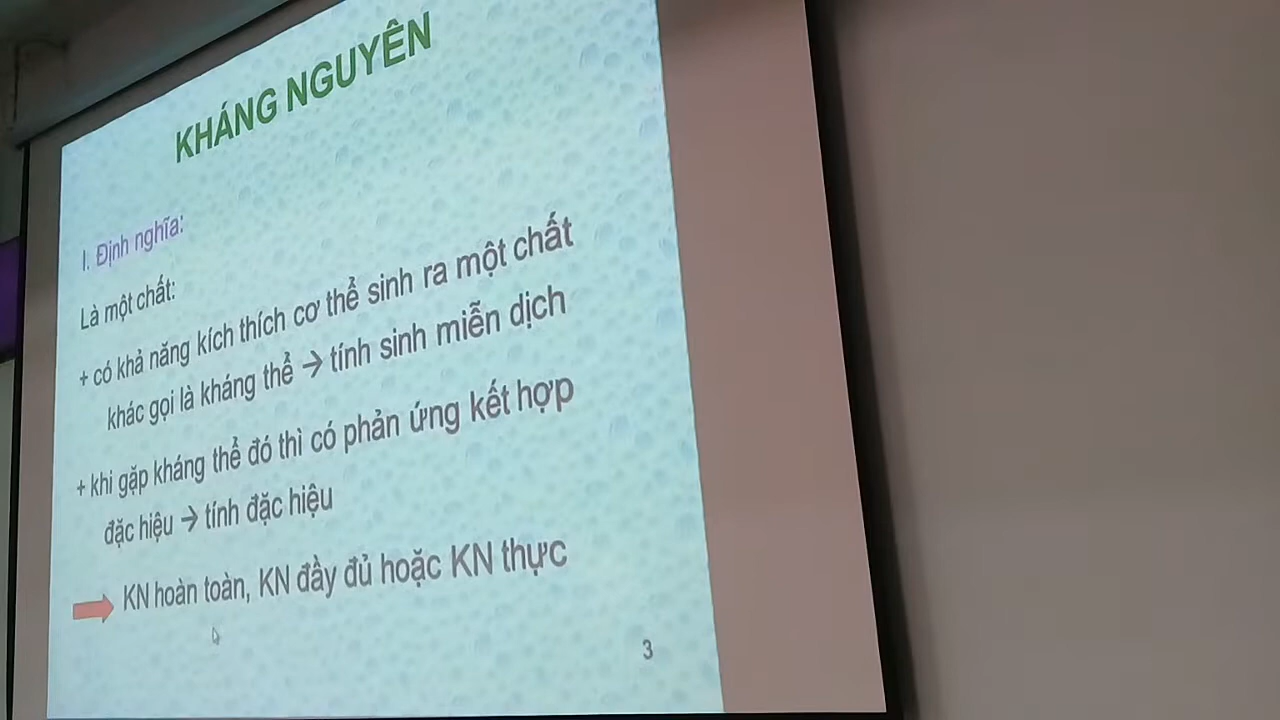 KHÁNG NGUYÊN
I. Định nghĩa:
Là một chất:
+ có khả năng kích thích cơ thể sinh ra một chất
khác gọi là kháng thể → tính sinh miễn dịch
+ khi gặp kháng thể đó thì có phản ứng kết hợp
đặc hiệu → tính đặc hiệu
KN hoàn toàn, KN đầy đủ hoặc KN thực
3